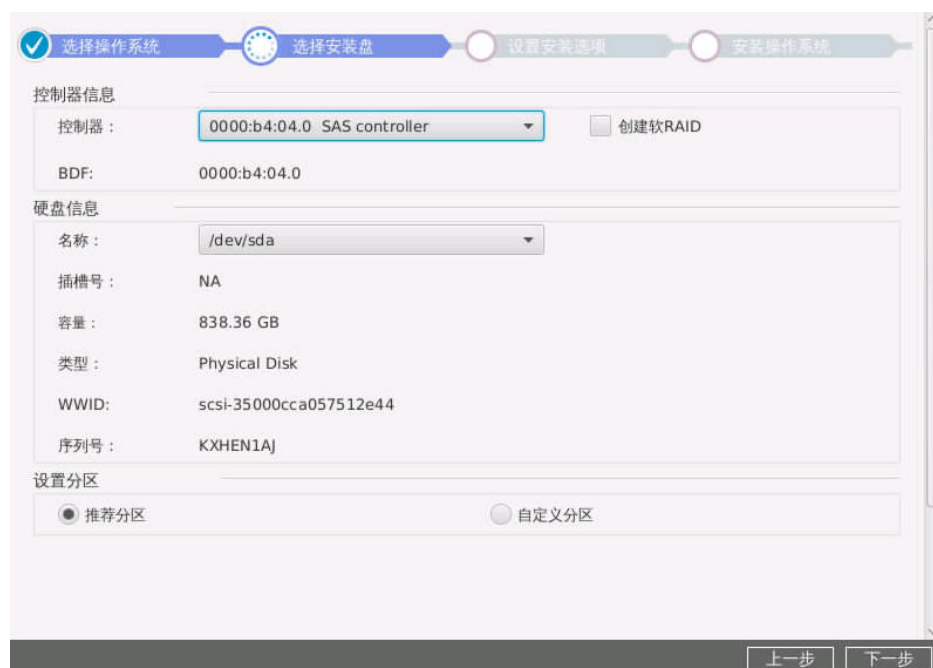 选择操作系统 选择安装盘 设置安装选项 安装操作系统
控制器信息
控制器： 0000:b4:04.0 SAS controller 创建软RAID
BDF: 0000:b4:04.0
硬盘信息
名称： /dev/sda
插槽号： NA
容量： 838.36 GB
类型： Physical Disk
WWID: scsi-35000cca057512e44
序列号： KXHEN1AJ
设置分区
推荐分区 自定义分区
上一步 下一步